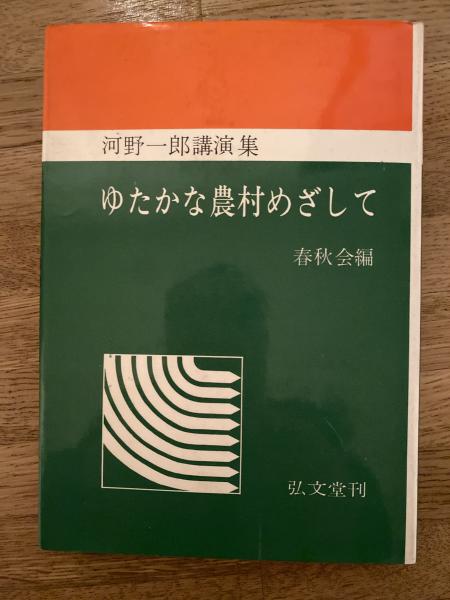 河野一郎講演集
ゆたかな農村めざして
春秋会編
弘文堂刊